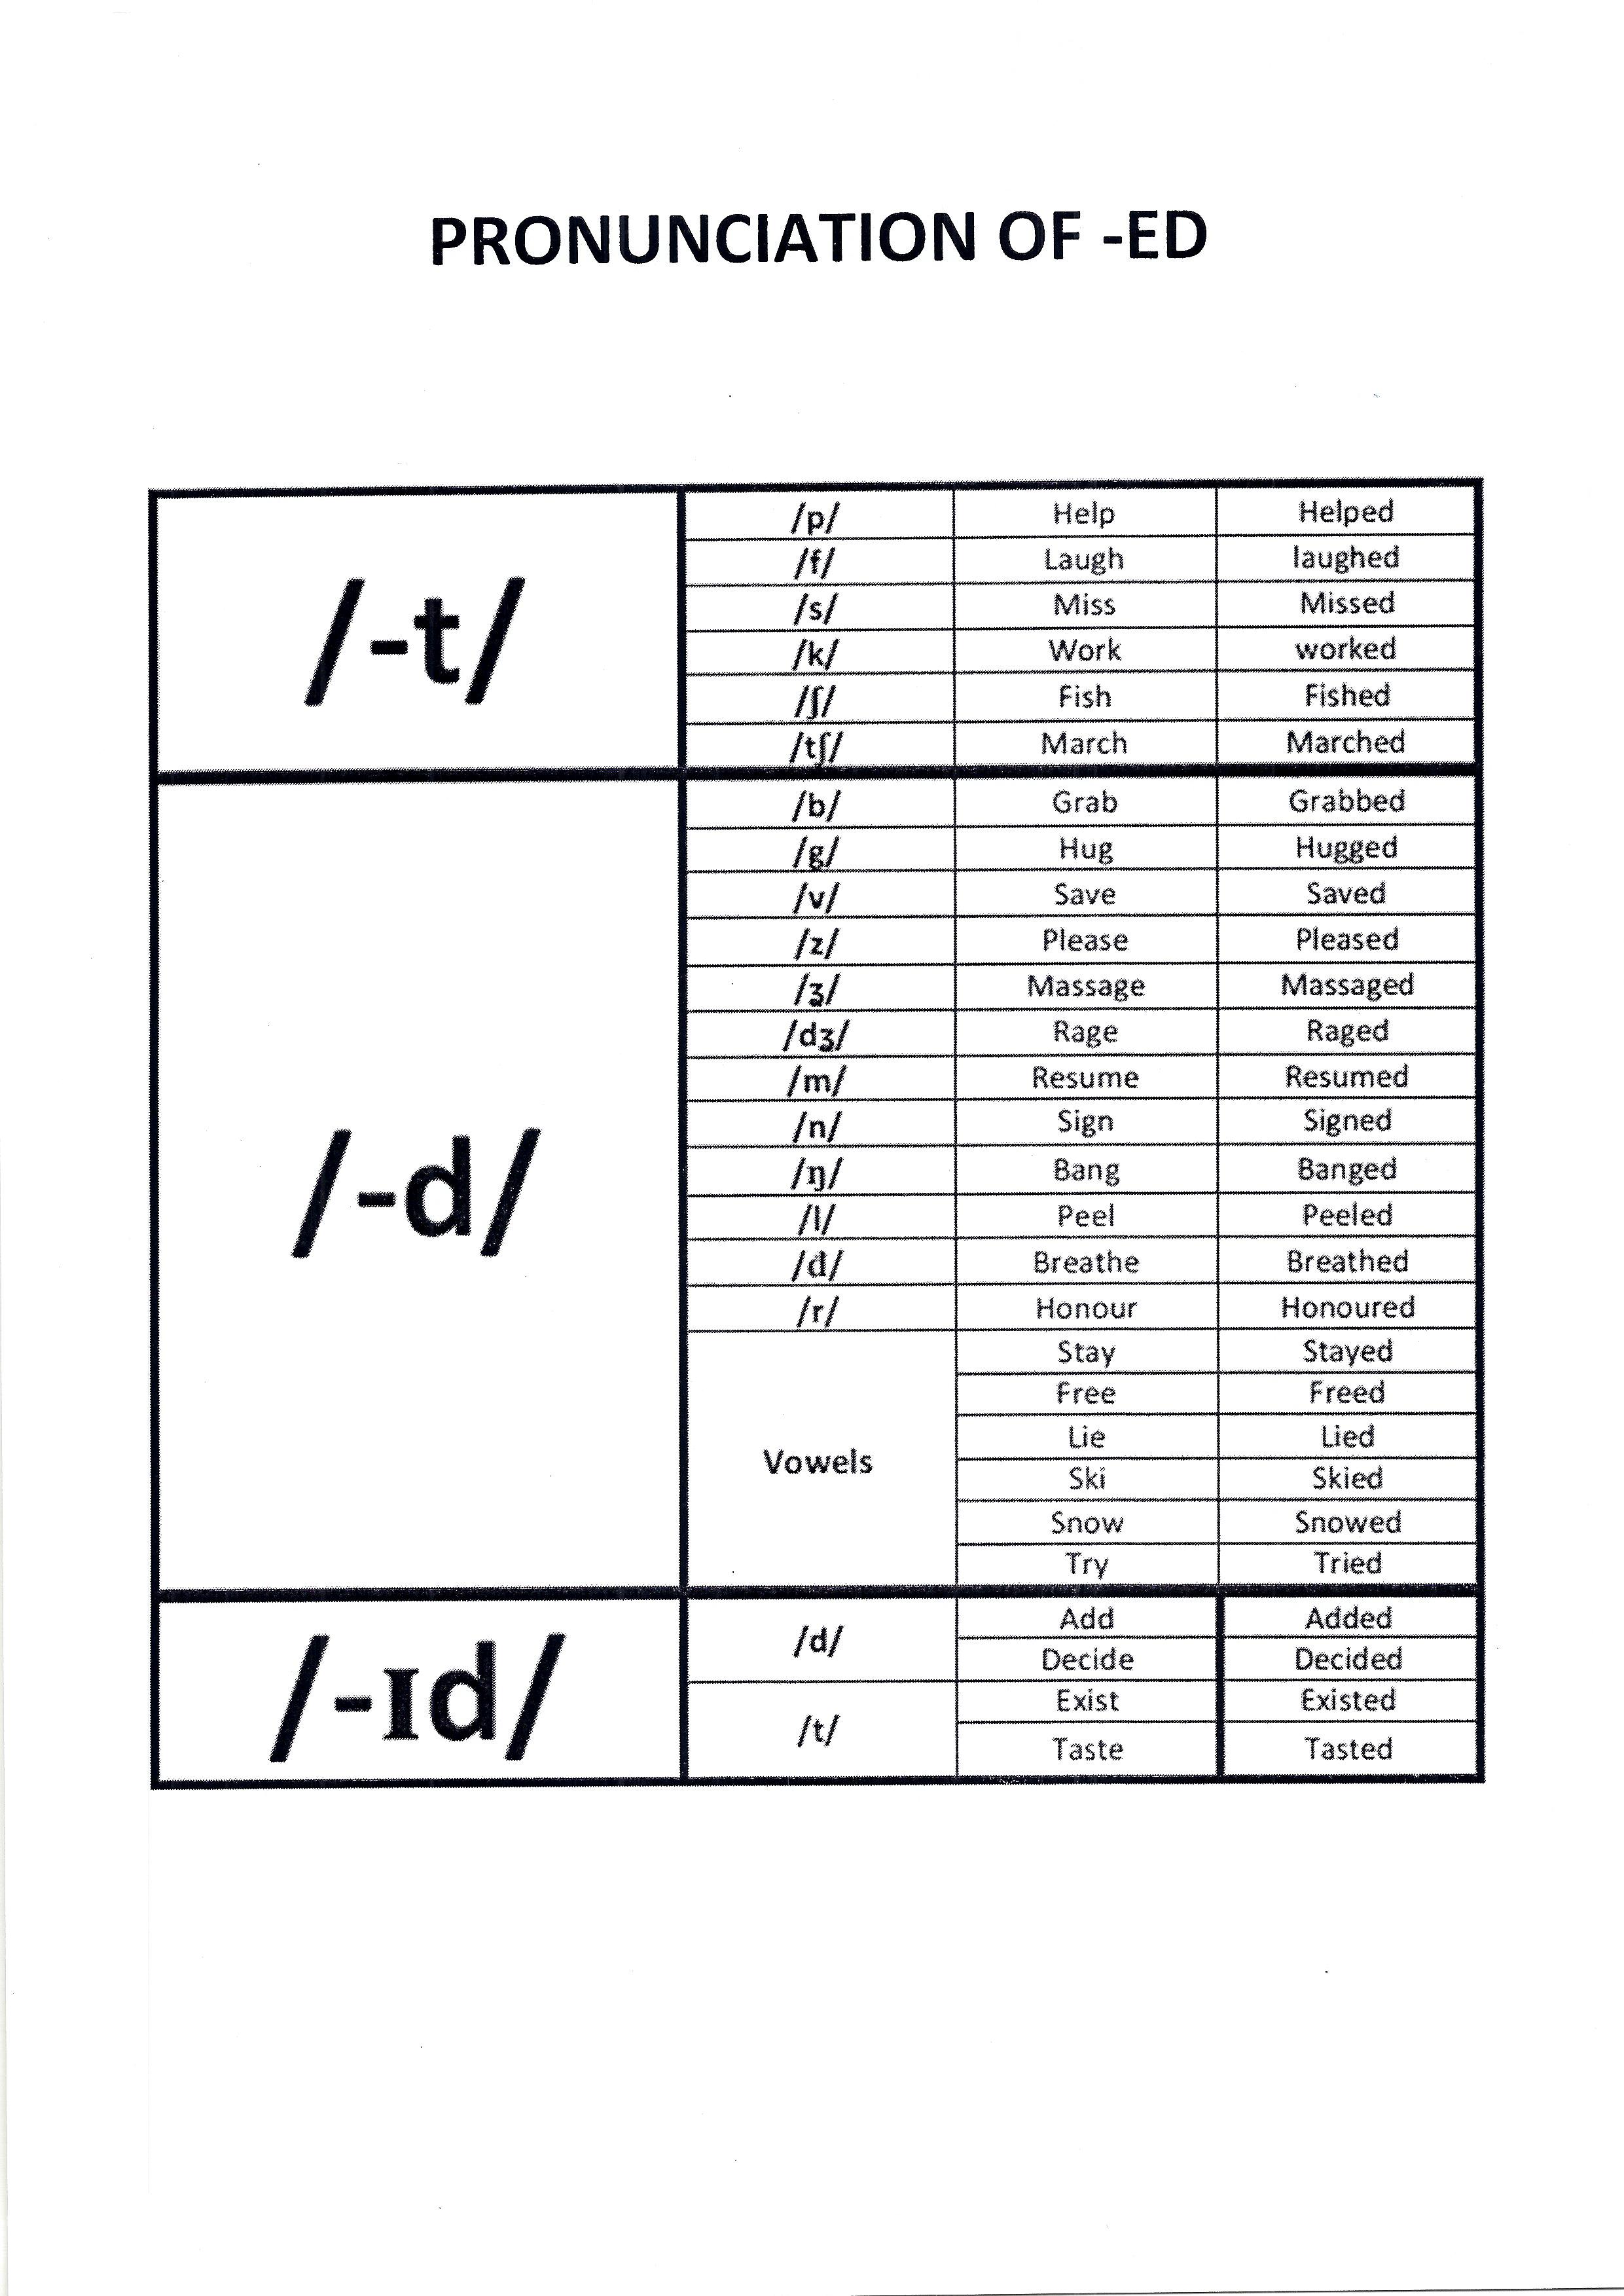 PRONUNCIATION OF -ED
/-t/
/p/ Help Helped
/f/ Laugh laughed
/s/ Miss Missed
/k/ Work worked
/ʃ/ Fish Fished
/tʃ/ March Marched
/-d/
/b/ Grab Grabbed
/g/ Hug Hugged
/v/ Save Saved
/z/ Please Pleased
/ʒ/ Massage Massaged
/dʒ/ Rage Raged
/m/ Resume Resumed
/n/ Sign Signed
/ŋ/ Bang Banged
/l/ Peel Peeled
/đ/ Breathe Breathed
/r/ Honour Honoured
Vowels
Stay Stayed
Free Freed
Lie Lied
Ski Skied
Snow Snowed
Try Tried
/-ɪd/
/d/
Add Added
Decide Decided
/t/
Exist Existed
Taste Tasted